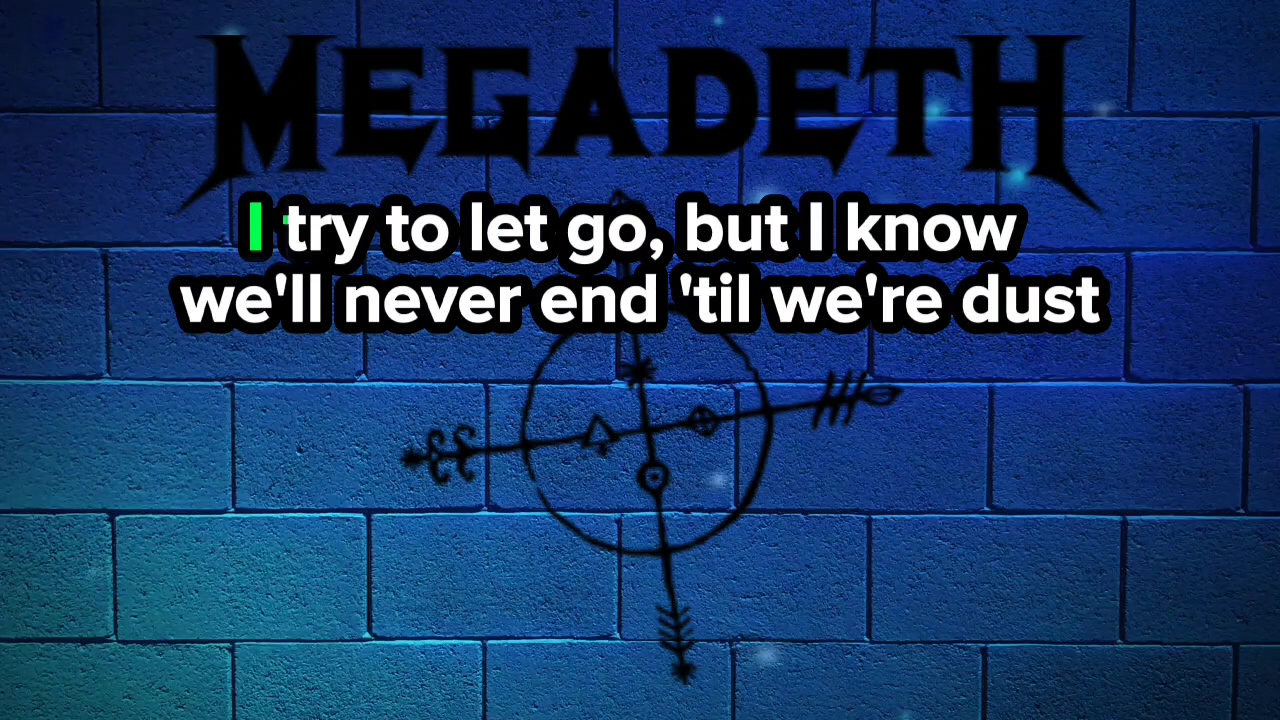 MEGADETH
I try to let go, but I know
we'll never end 'til we're dust